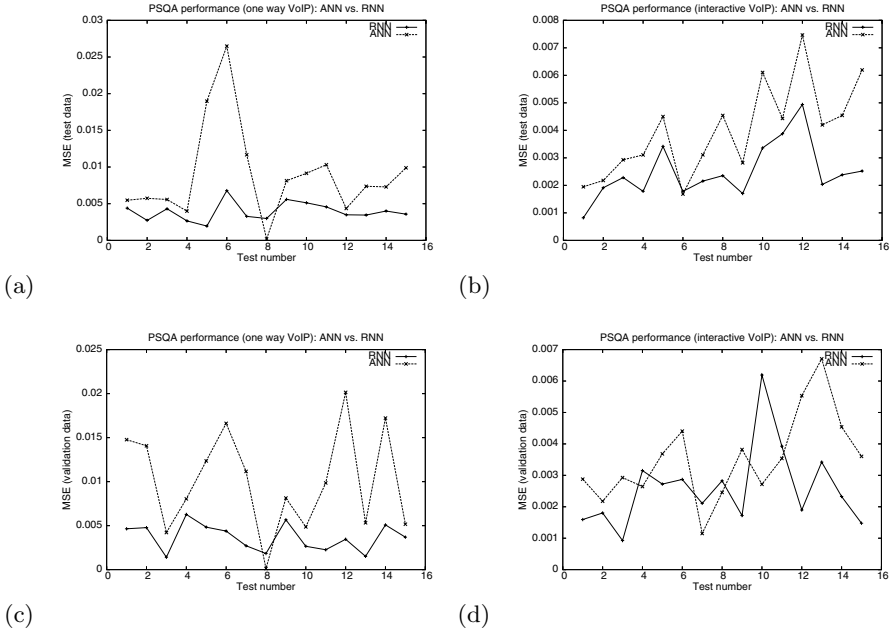 PSQA performance (one way VoIP): ANN vs. RNN
RNN
ANN
MSE (test data)
0.03
0.025
0.02
0.015
0.01
0.005
0
0 2 4 6 8 10 12 14 16
Test number
(a)
PSQA performance (interactive VoIP): ANN vs. RNN
RNN
ANN
MSE (test data)
0.008
0.007
0.006
0.005
0.004
0.003
0.002
0.001
0
0 2 4 6 8 10 12 14 16
Test number
(b)
PSQA performance (one way VoIP): ANN vs. RNN
RNN
ANN
MSE (validation data)
0.025
0.02
0.015
0.01
0.005
0
0 2 4 6 8 10 12 14 16
Test number
(c)
PSQA performance (interactive VoIP): ANN vs. RNN
RNN
ANN
MSE (validation data)
0.007
0.006
0.005
0.004
0.003
0.002
0.001
0
0 2 4 6 8 10 12 14 16
Test number
(d)